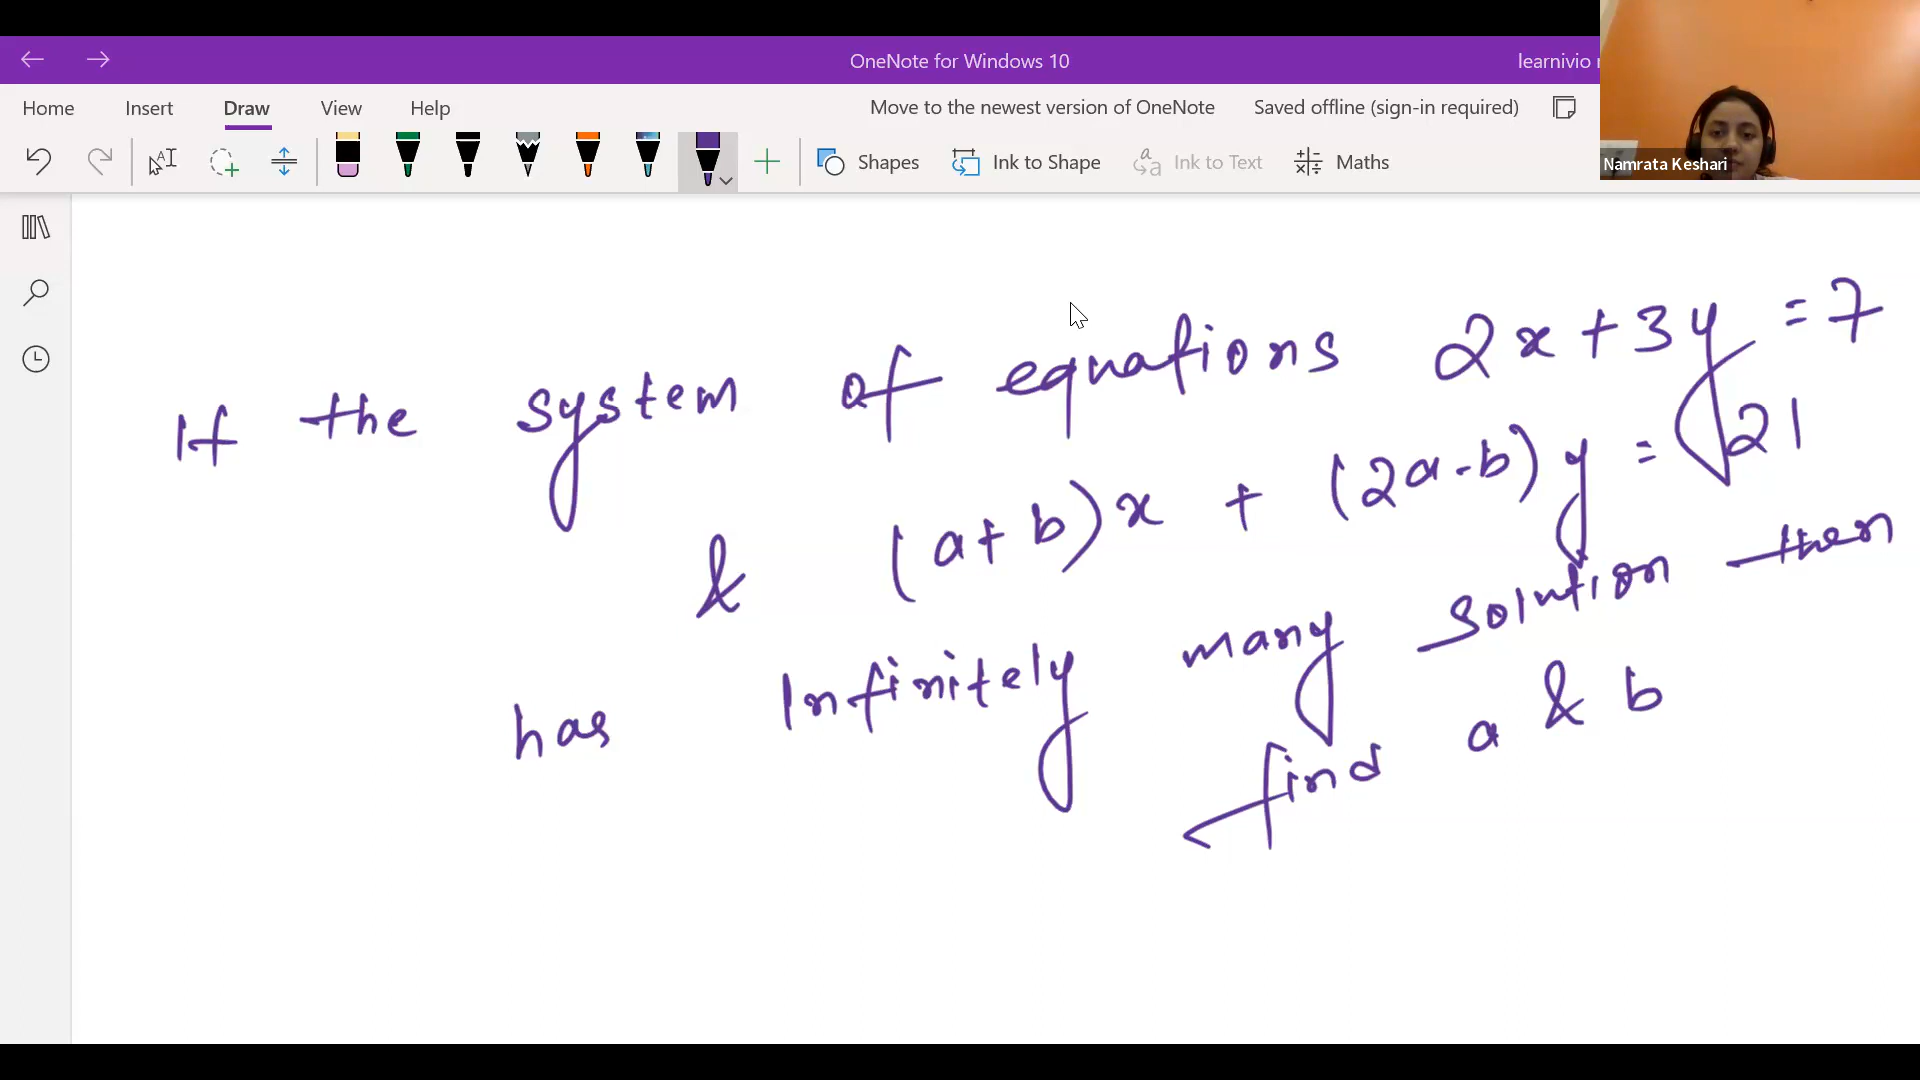 OneNote for Windows 10
learnivio
Home Insert Draw View Help
Move to the newest version of OneNote Saved offline (sign-in required)
Shapes Ink to Shape Ink to Text Maths
Namrata Keshari
If the system of equations 2x + 3y = 7
& (a+b)x + (2a-b)y = 21
has Infinitely many solution then
find a & b